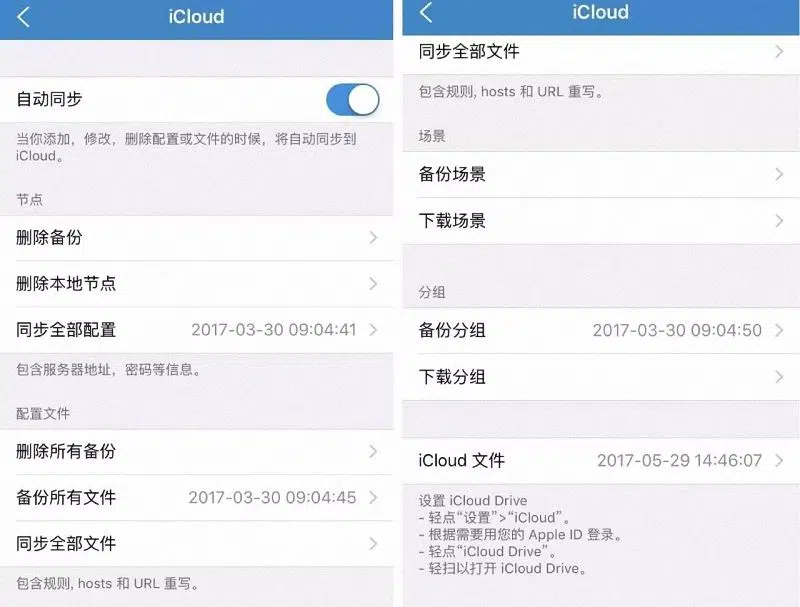 iCloud
自动同步
当你添加，修改，删除配置或文件的时候，将自动同步到
iCloud。
节点
删除备份
删除本地节点
同步全部配置 2017-03-30 09:04:41
包含服务器地址，密码等信息。
配置文件
删除所有备份
备份所有文件 2017-03-30 09:04:45
同步全部文件
包含规则, hosts 和 URL 重写。
iCloud
同步全部文件
包含规则, hosts 和 URL 重写。
场景
备份场景
下载场景
分组
备份分组 2017-03-30 09:04:50
下载分组
iCloud 文件 2017-05-29 14:46:07
设置 iCloud Drive
- 轻点“设置”>“iCloud”。
- 根据需要用您的 Apple ID 登录。
- 轻点“iCloud Drive”。
- 轻扫以打开 iCloud Drive。